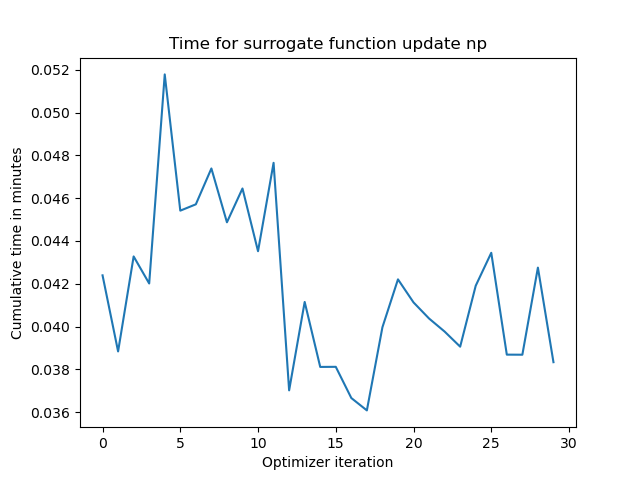 Time for surrogate function update np
Cumulative time in minutes
0.052
0.050
0.048
0.046
0.044
0.042
0.040
0.038
0.036
0 5 10 15 20 25 30
Optimizer iteration